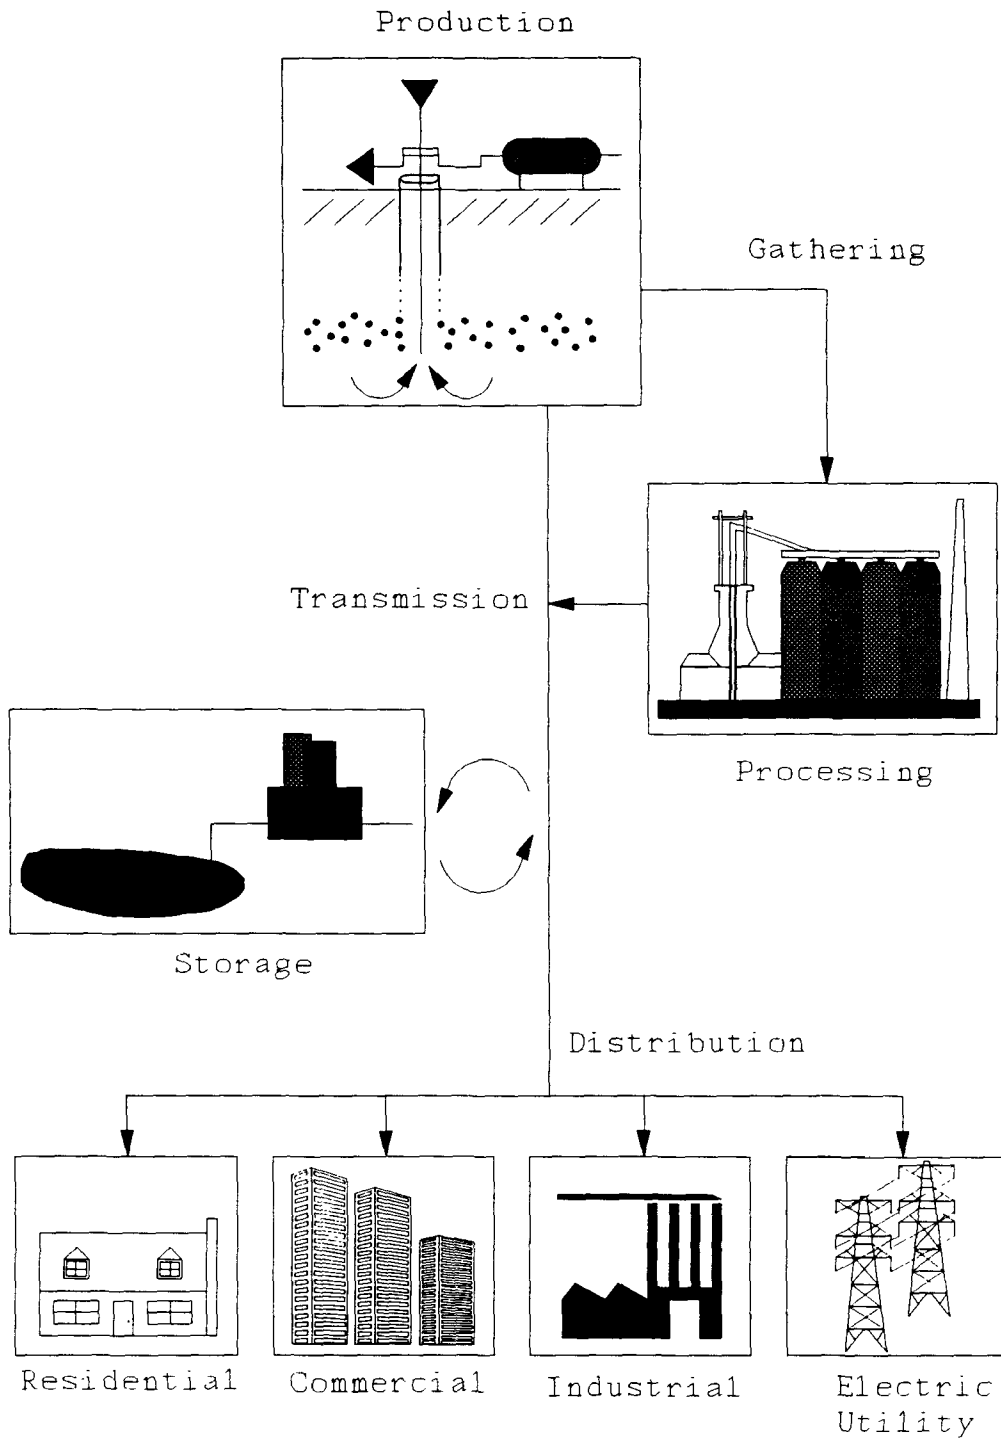 Production
Gathering
Transmission
Processing
Storage
Distribution
Residential
Commercial
Industrial
Electric
Utility